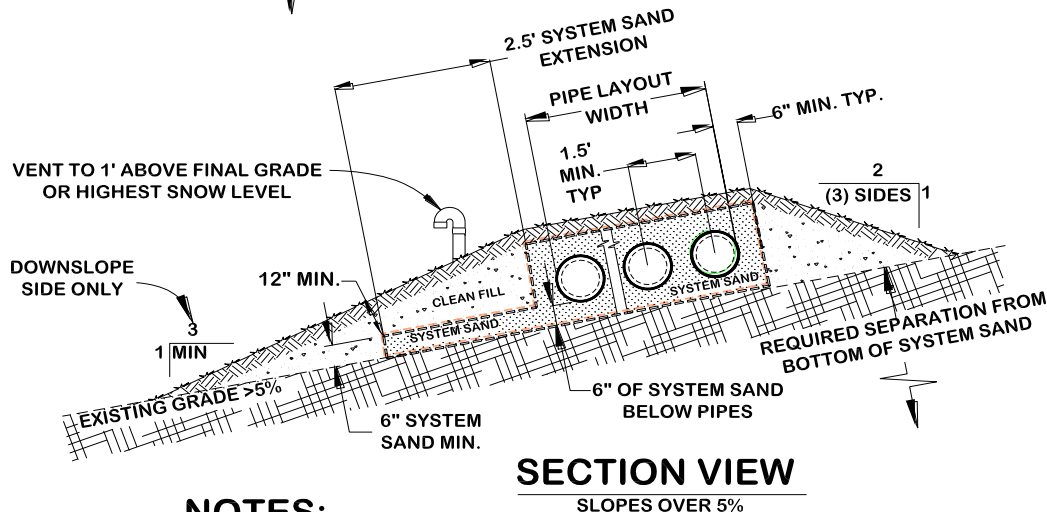 2.5' SYSTEM SAND
EXTENSION
PIPE LAYOUT
WIDTH
6" MIN. TYP.
1.5'
MIN.
TYP
VENT TO 1' ABOVE FINAL GRADE
OR HIGHEST SNOW LEVEL
2
(3) SIDES 1
DOWNSLOPE
SIDE ONLY
12" MIN.
CLEAN FILL
SYSTEM SAND
SYSTEM SAND
3
1 MIN
REQUIRED SEPARATION FROM
BOTTOM OF SYSTEM SAND
EXISTING GRADE >5%
6" OF SYSTEM SAND
BELOW PIPES
6" SYSTEM
SAND MIN.
SECTION VIEW
SLOPES OVER 5%
NOTES: